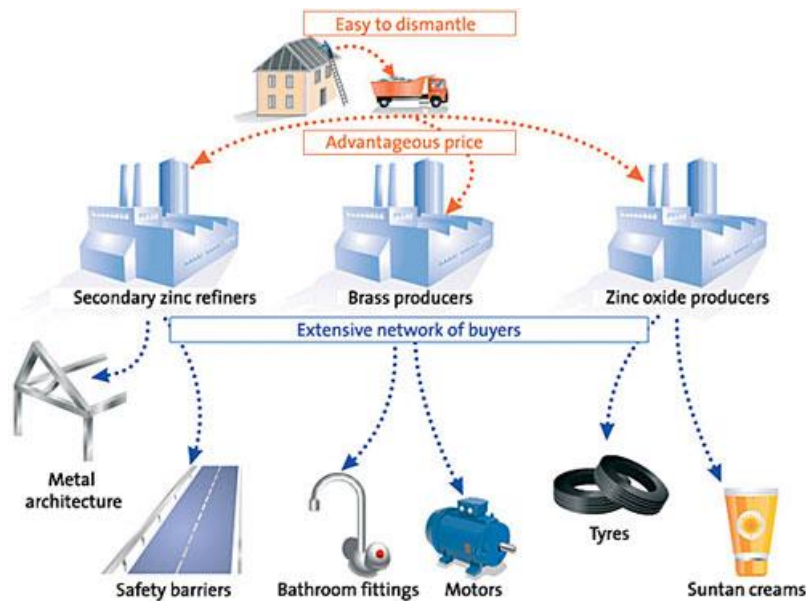 Easy to dismantle
Advantageous price
Secondary zinc refiners
Brass producers
Zinc oxide producers
Extensive network of buyers
Metal
architecture
Safety barriers
Bathroom fittings
Motors
Tyres
Suntan creams